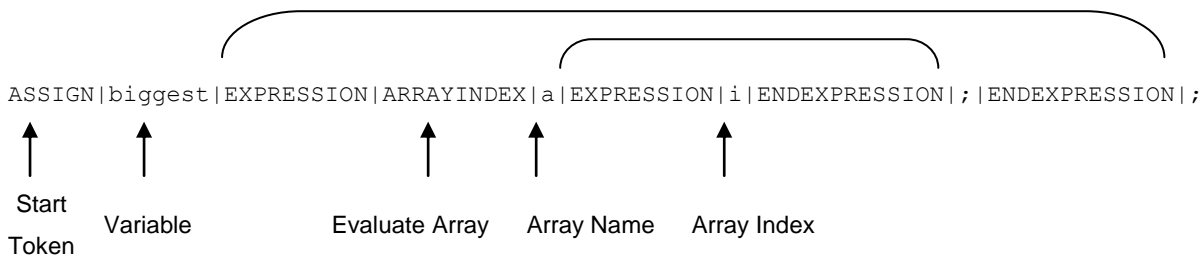 ASSIGN|biggest|EXPRESSION|ARRAYINDEX|a|EXPRESSION|i|ENDEXPRESSION|;|ENDEXPRESSION|;
Start
Token
Variable
Evaluate Array
Array Name
Array Index